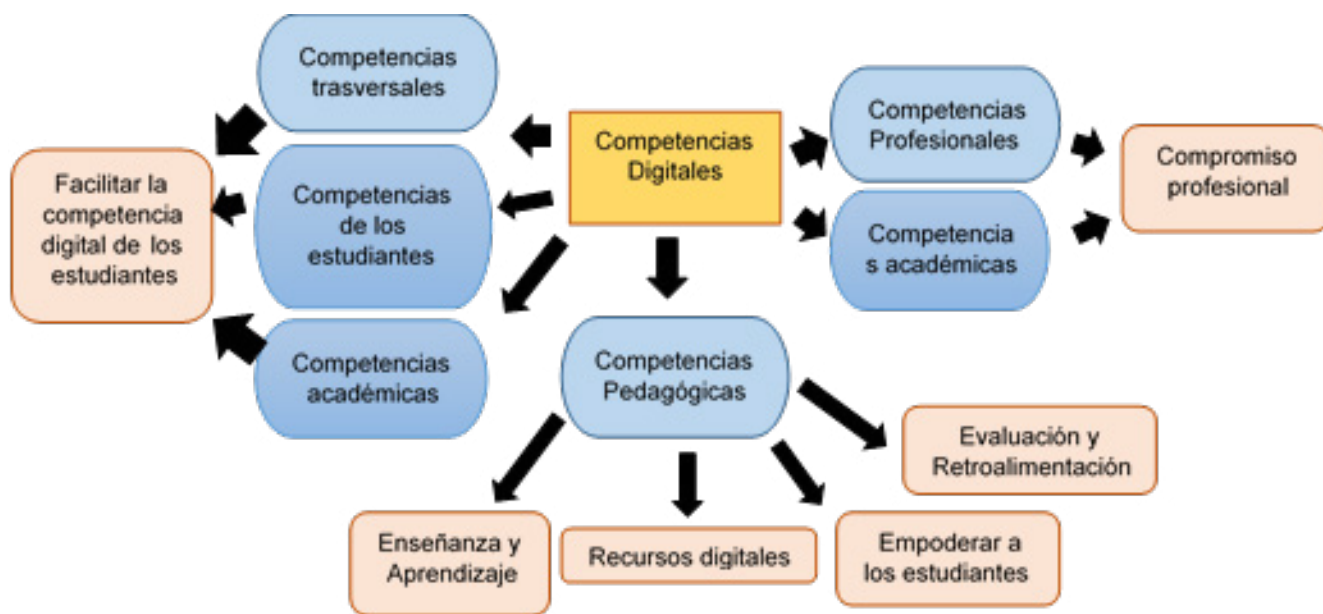 Competencias
trasversales
Competencias
Digitales
Competencias
Profesionales
Compromiso
profesional
Facilitar la
competencia
digital de los
estudiantes
Competencias
de los
estudiantes
Competencia
s académicas
Competencias
académicas
Competencias
Pedagógicas
Evaluación y
Retroalimentación
Enseñanza y
Aprendizaje
Recursos digitales
Empoderar a
los estudiantes